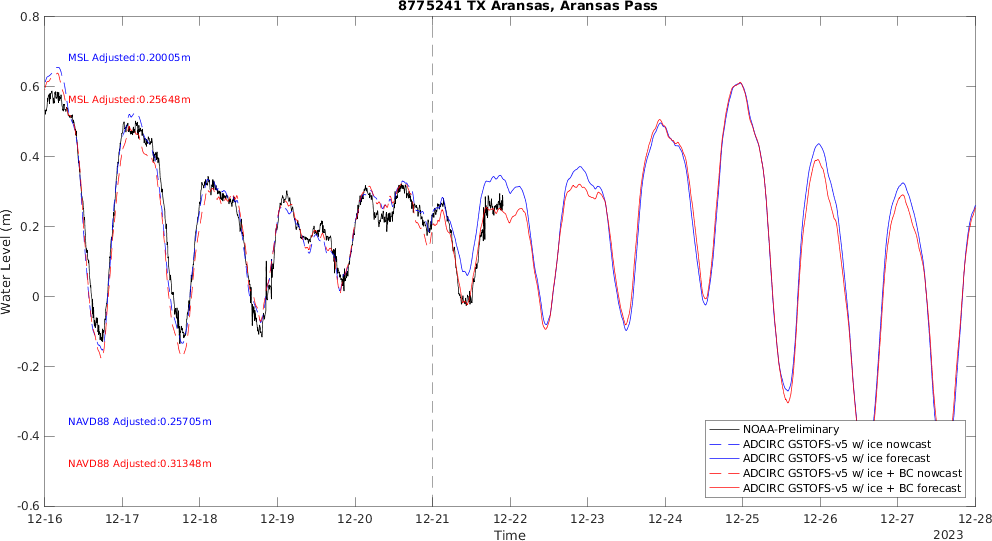 8775241 TX Aransas, Aransas Pass
0.8
0.6
0.4
0.2
0
-0.2
-0.4
-0.6
Water Level (m)
MSL Adjusted:0.20005m
MSL Adjusted:0.25648m
NAVD88 Adjusted:0.25705m
NAVD88 Adjusted:0.31348m
NOAA-Preliminary
ADCIRC GSTOFS-v5 w/ ice nowcast
ADCIRC GSTOFS-v5 w/ ice forecast
ADCIRC GSTOFS-v5 w/ ice + BC nowcast
ADCIRC GSTOFS-v5 w/ ice + BC forecast
12-16 12-17 12-18 12-19 12-20 12-21 12-22 12-23 12-24 12-25 12-26 12-27 12-28
Time
2023